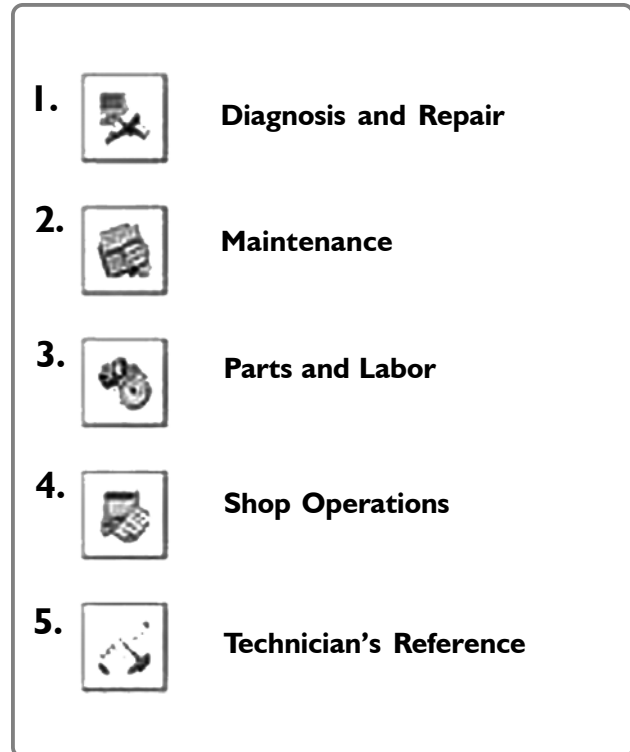 1. Diagnosis and Repair
2. Maintenance
3. Parts and Labor
4. Shop Operations
5. Technician's Reference